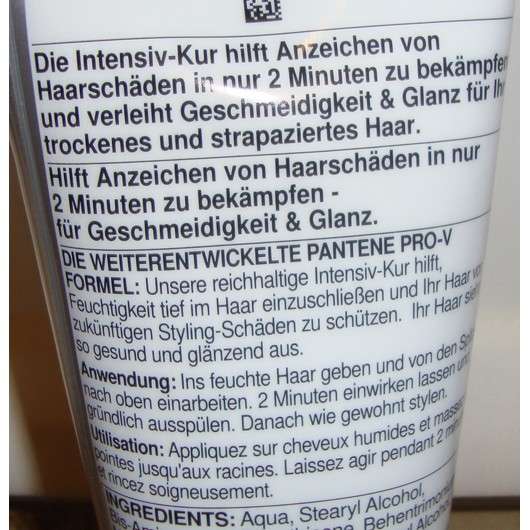 Die Intensiv-Kur hilft Anzeichen von
Haarschäden in nur 2 Minuten zu bekämpfen
und verleiht Geschmeidigkeit & Glanz für
trockenes und strapaziertes Haar.
Hilft Anzeichen von Haarschäden in nur
2 Minuten zu bekämpfen -
für Geschmeidigkeit & Glanz.
DIE WEITERENTWICKELTE PANTENE PRO-V
FORMEL: Unsere reichhaltige Intensiv-Kur hilft,
Feuchtigkeit tief im Haar einzuschließen und Ihr Haar vor
zukünftigen Styling-Schäden zu schützen. Ihr Haar
so gesund und glänzend aus.
Anwendung: Ins feuchte Haar geben und von den
nach oben einarbeiten. 2 Minuten einwirken lassen und
gründlich ausspülen. Danach wie gewohnt stylen.
Utilisation: Appliquez sur cheveux humides et
pointes jusqu'aux racines. Laissez agir pendant 2
et rincez soigneusement.
INGREDIENTS: Aqua, Stearyl Alcohol,